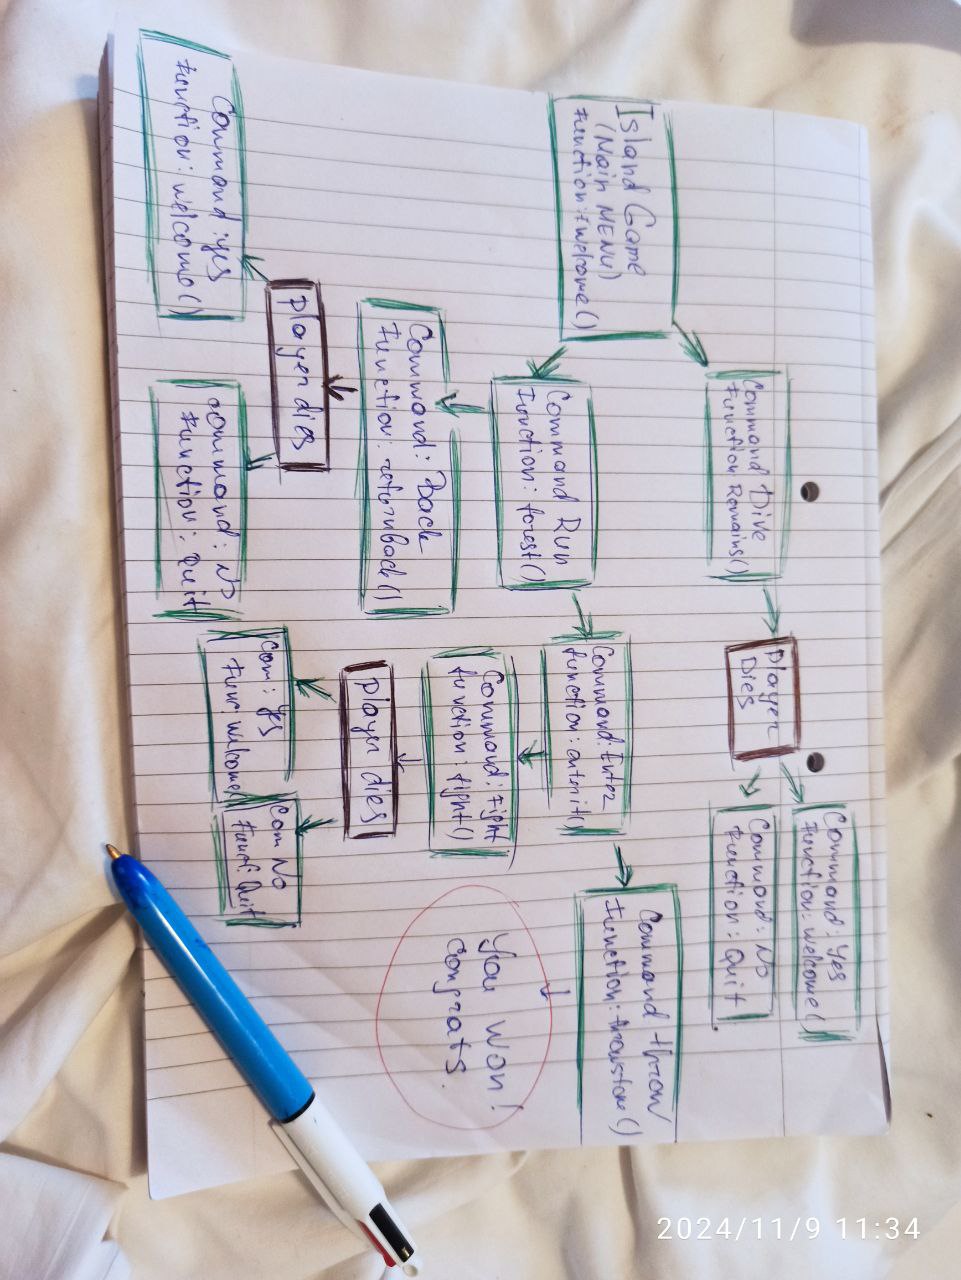 Command: Yes
Function: welcome()
Command: No
Function: Quit
Player
Dies
Command Dive
Function Remains()
Island Game
(Main MENU)
Function: welcome()
Command Run
Function: forest()
Command: Enter
function: enterit()
Command throw
Function: throwstone()
You won!
congrats.
Command: Fight
function: fight()
player dies
Com: Yes
Func: welcome(
Com No
Funct: Quit
Command: Back
Function: returnback()
player dies
Command: yes
Function: welcome()
command: No
Function: Quit
2024/11/9 11:34